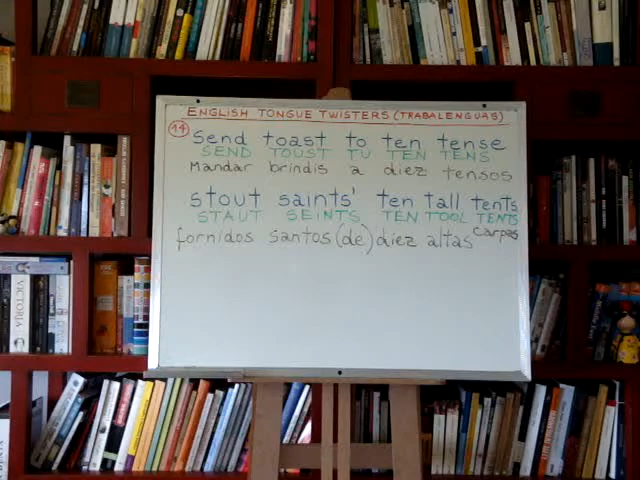 ENGLISH TONGUE TWISTERS (TRABALENGUAS)
14
send toast to ten tense
SEND TOUST TU TEN TENS
Mandar brindis a diez tensos
stout saints' ten tall tents
STAUT SEINTS TEN TOOL TENTS
fornidos santos (de) diez altas carpas
VICTORIA